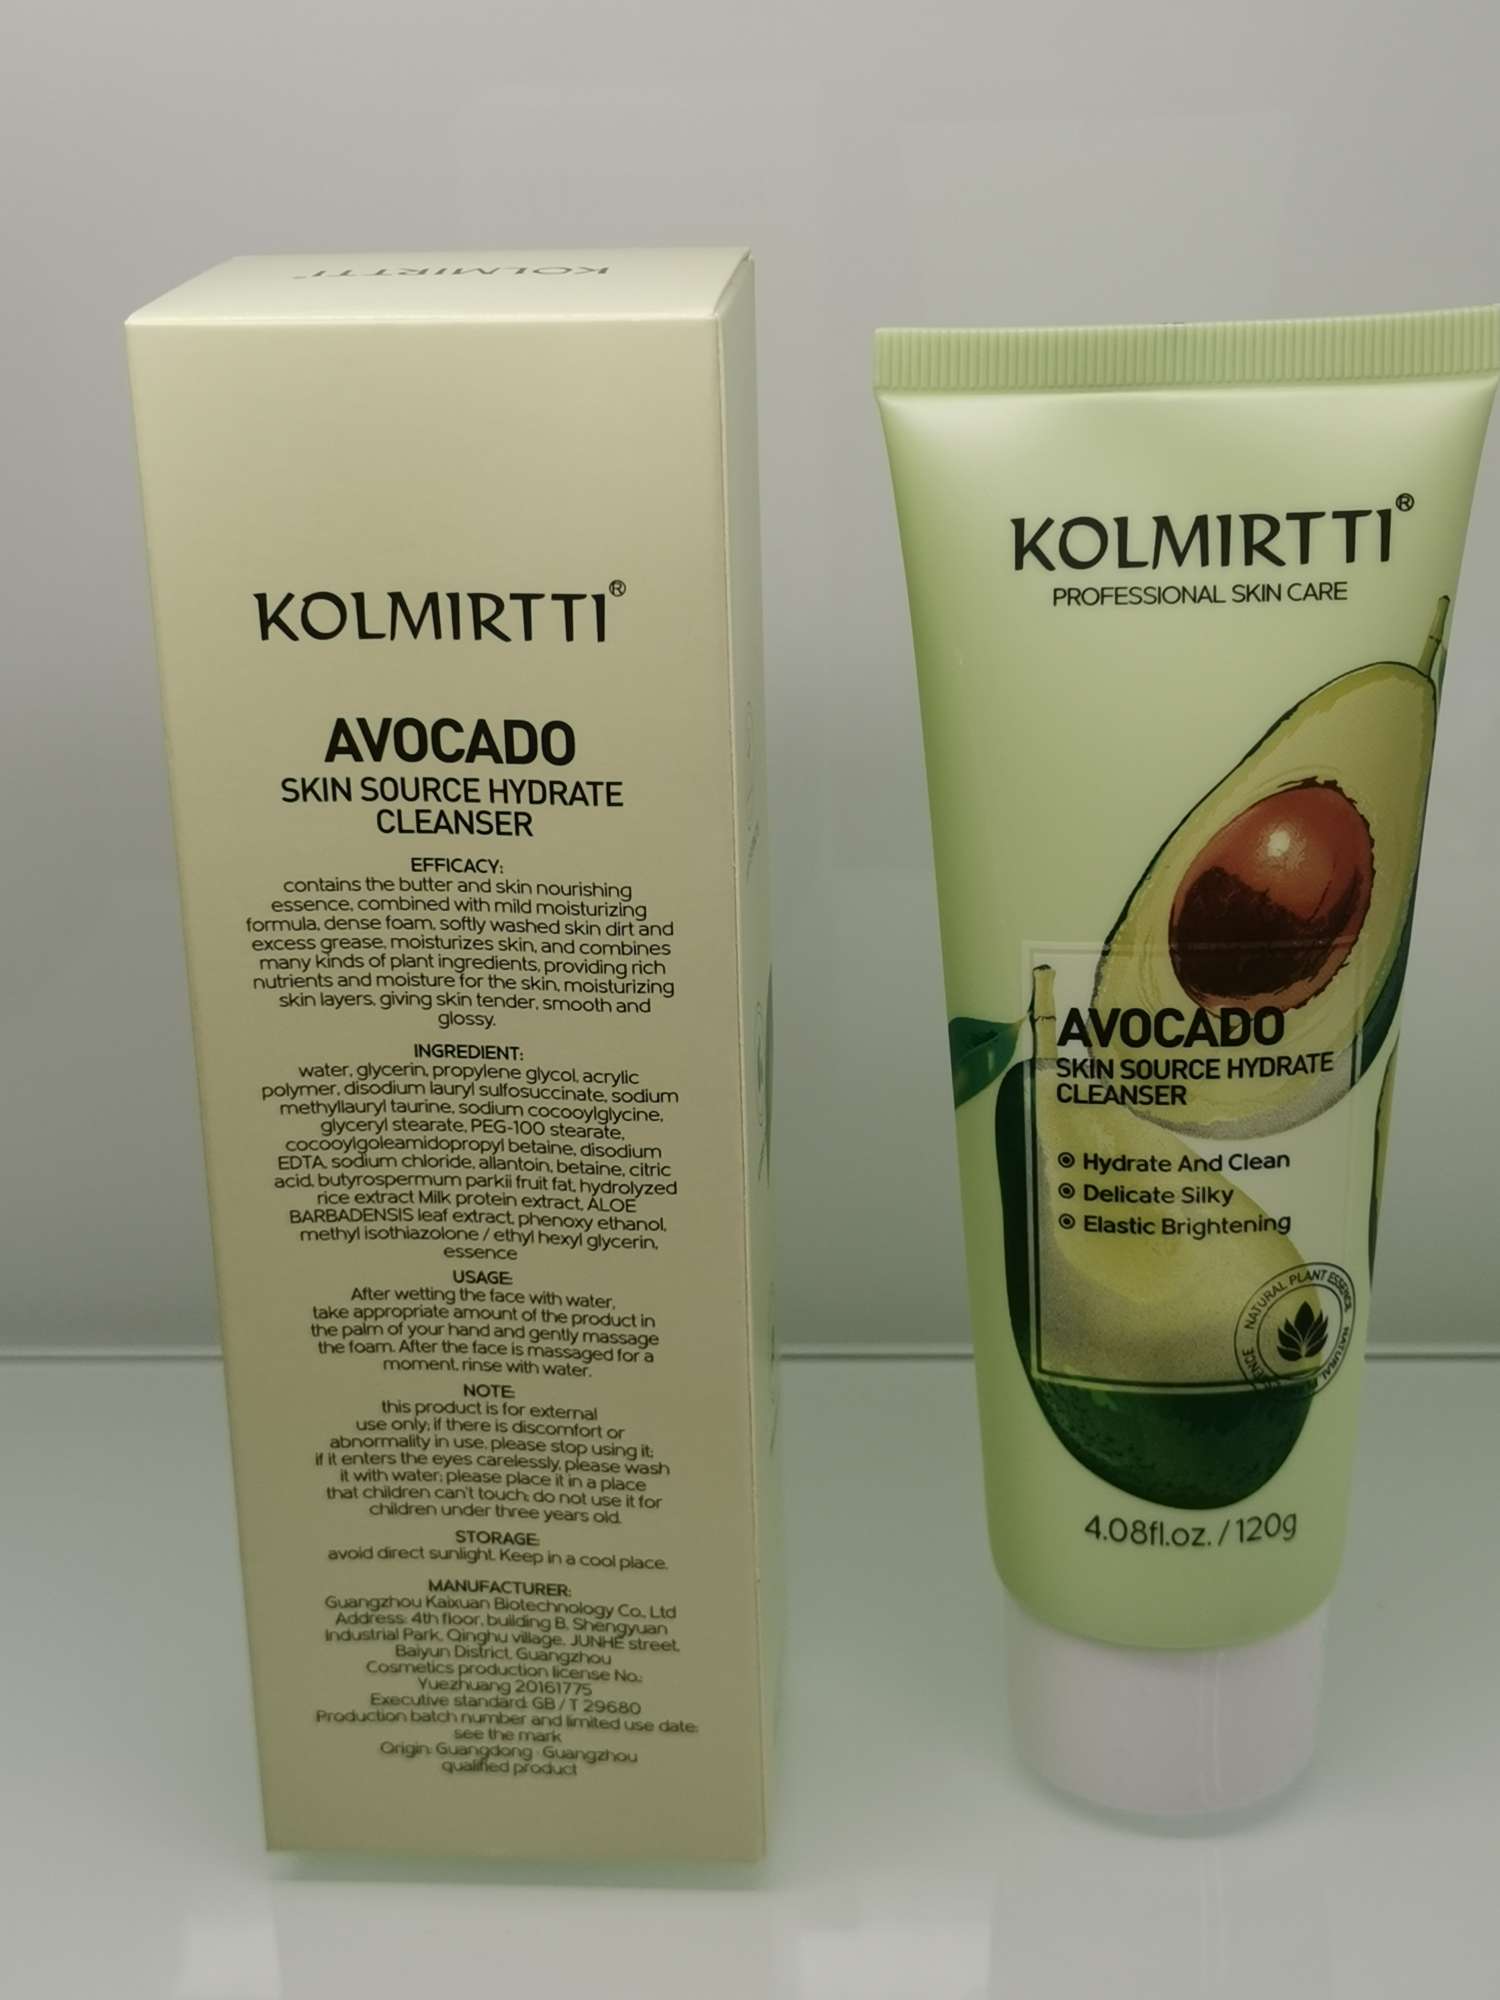 KOLMIRTTI
KOLMIRTTI®
AVOCADO
SKIN SOURCE HYDRATE
CLEANSER
EFFICACY:
contains the butter and skin nourishing
essence, combined with mild moisturizing
formula, dense foam, softly washed skin dirt and
excess grease, moisturizes skin, and combines
many kinds of plant ingredients, providing rich
nutrients and moisture for the skin, moisturizing
skin layers, giving skin tender, smooth and
glossy.
INGREDIENT:
water, glycerin, propylene glycol, acrylic
polymer, disodium lauryl sulfosuccinate, sodium
methyllauryl taurine, sodium cocooylglycine,
glyceryl stearate, PEG-100 stearate,
cocooylgoleamidopropyl betaine, disodium
EDTA, sodium chloride, allantoin, betaine, citric
acid, butyrospermum parkii fruit fat, hydrolyzed
rice extract Milk protein extract, ALOE
BARBADENSIS leaf extract, phenoxy ethanol,
methyl isothiazolone / ethyl hexyl glycerin,
essence
USAGE:
After wetting the face with water,
take appropriate amount of the product in
the palm of your hand and gently massage
the foam. After the face is massaged for a
moment, rinse with water.
NOTE:
this product is for external
use only; if there is discomfort or
abnormality in use, please stop using it;
if it enters the eyes carelessly, please wash
it with water; please place it in a place
that children can't touch; do not use it for
children under three years old.
STORAGE:
avoid direct sunlight. Keep in a cool place.
MANUFACTURER:
Guangzhou Kaixuan Biotechnology Co., Ltd
Address: 4th floor, building B, Shengyuan
Industrial Park, Qinghu village, JUNHE street,
Baiyun District, Guangzhou
Cosmetics production license No.:
Yuezhuang 20161775
Executive standard: GB / T 29680
Production batch number and limited use date:
see the mark
Origin: Guangdong · Guangzhou
qualified product
KOLMIRTTI®
PROFESSIONAL SKIN CARE
AVOCADO
SKIN SOURCE HYDRATE
CLEANSER
Hydrate And Clean
Delicate Silky
Elastic Brightening
NATURAL PLANT ESSENCE NATURAL
4.08fl.oz. / 120g